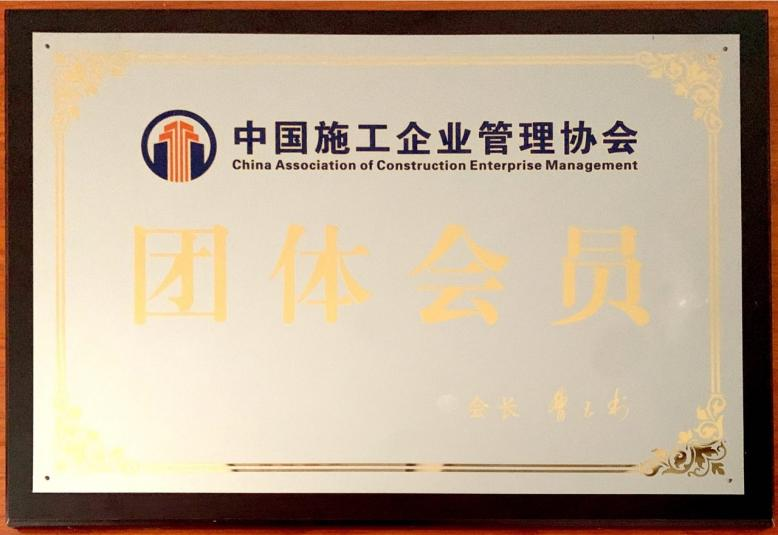 中国施工企业管理协会
China Association of Construction Enterprise Management
团体会员
会长